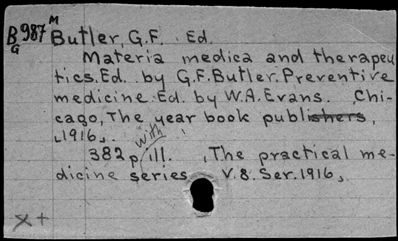 M
B987 Butler, G.F. Ed.
G
Materia medica and therapeu
tics. Ed. by G.F. Butler. Preventive
medicine Ed. by W.A. Evans. Chi-
cago, The year book publishers,
1916.
with
382 p. ill. The practical me-
dicine series V.8. Ser. 1916.
x +